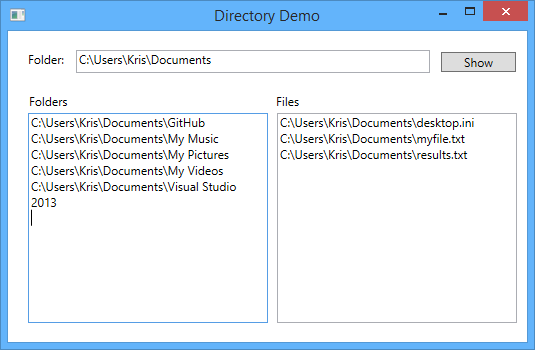 Directory Demo
Folder:
C:\Users\Kris\Documents
Show
Folders
C:\Users\Kris\Documents\GitHub
C:\Users\Kris\Documents\My Music
C:\Users\Kris\Documents\My Pictures
C:\Users\Kris\Documents\My Videos
C:\Users\Kris\Documents\Visual Studio
2013
Files
C:\Users\Kris\Documents\desktop.ini
C:\Users\Kris\Documents\myfile.txt
C:\Users\Kris\Documents\results.txt